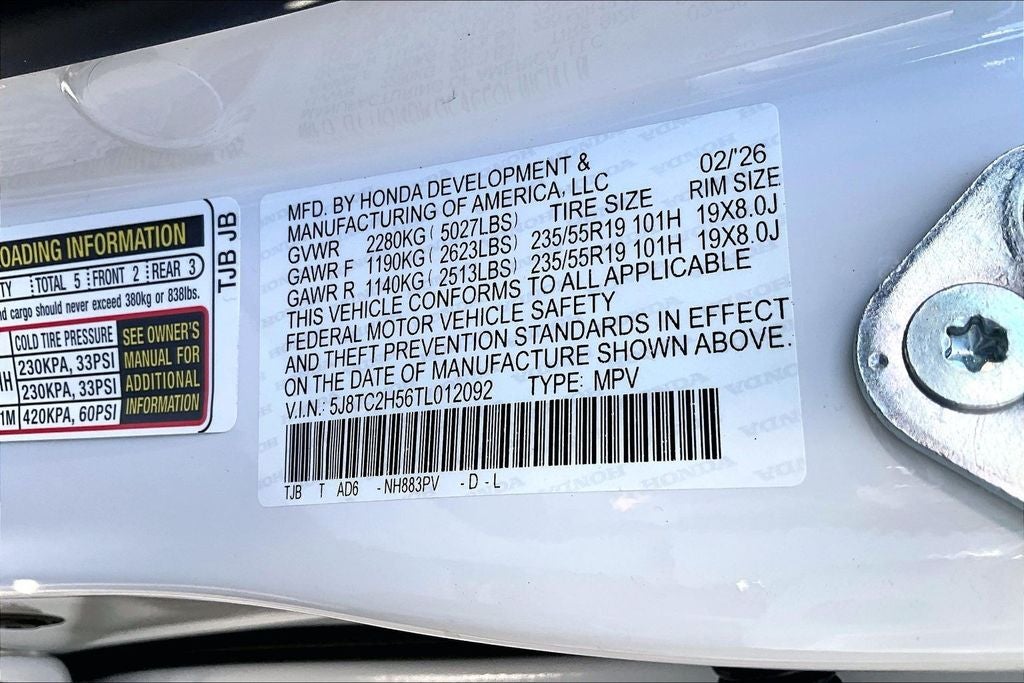 OADING INFORMATION
TY TOTAL 5 FRONT 2 REAR 3
nd cargo should never exceed 380kg or 838lbs.
COLD TIRE PRESSURE
230KPA, 33PSI
230KPA, 33PSI
1M 420KPA, 60PSI
SEE OWNER'S
MANUAL FOR
ADDITIONAL
INFORMATION
TJB JB
MFD. BY HONDA DEVELOPMENT & 02/'26
MANUFACTURING OF AMERICA, LLC
TIRE SIZE RIM SIZE
GVWR 2280KG ( 5027LBS)
GAWR F 1190KG ( 2623LBS) 235/55R19 101H 19X8.0J
GAWR R 1140KG ( 2513LBS) 235/55R19 101H 19X8.0J
THIS VEHICLE CONFORMS TO ALL APPLICABLE
FEDERAL MOTOR VEHICLE SAFETY
AND THEFT PREVENTION STANDARDS IN EFFECT
ON THE DATE OF MANUFACTURE SHOWN ABOVE.
V.I.N.: 5J8TC2H56TL012092 TYPE: MPV
TJB T AD6 -NH883PV -D-L